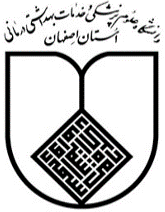 دانشگاه علوم پزشکی و خدمات بهداشتی درمانی
استان اصفهان